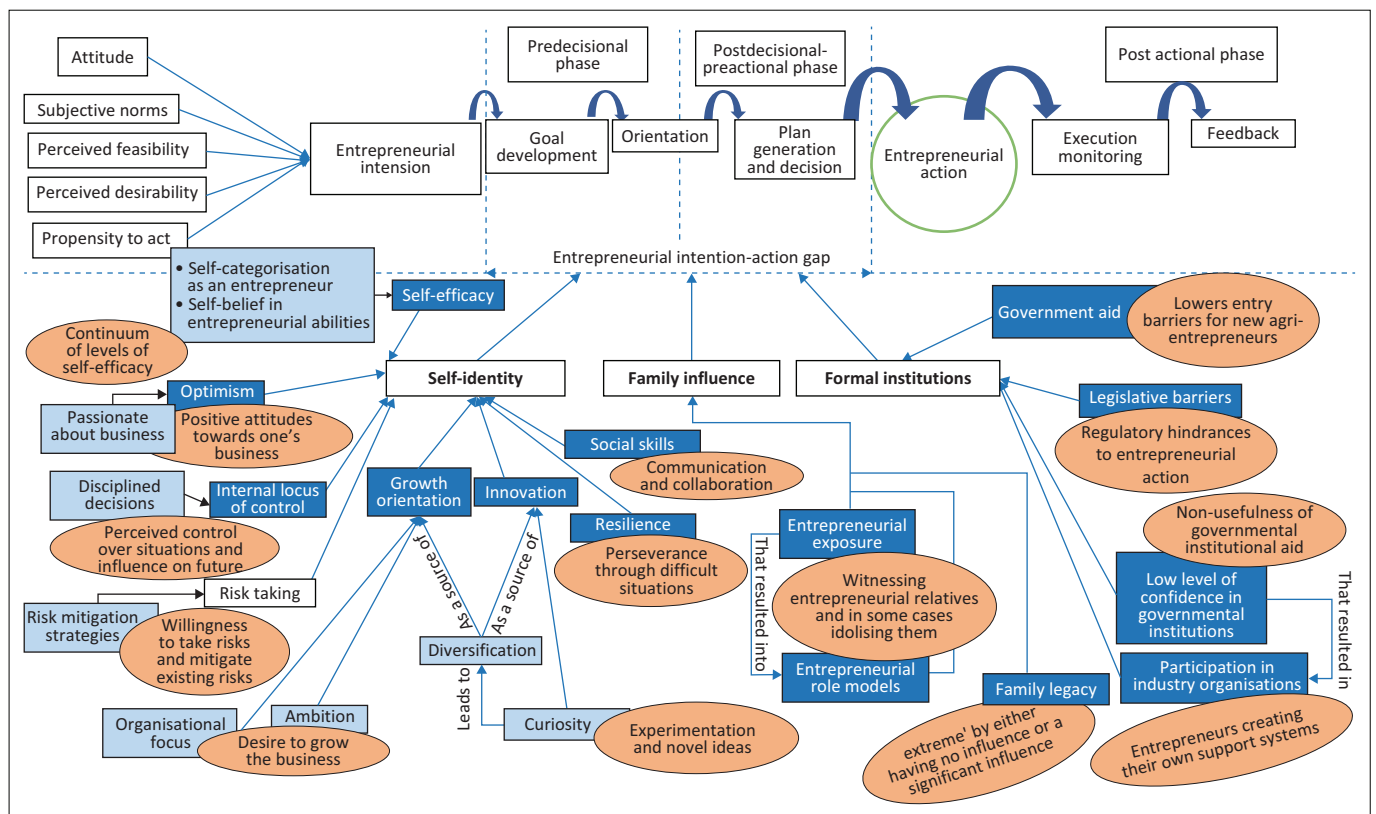 Attitude
Subjective norms
Perceived feasibility
Perceived desirability
Propensity to act
Entrepreneurial
intension
Predecisional
phase
Goal
development
Orientation
Postdecisional-
preactional phase
Plan
generation
and decision
Entrepreneurial
action
Post actional phase
Execution
monitoring
Feedback
Entrepreneurial intention-action gap
• Self-categorisation
as an entrepreneur
• Self-belief in
entrepreneurial abilities
Self-efficacy
Continuum
of levels of
self-efficacy
Government aid
Lowers entry
barriers for new agri-
entrepreneurs
Self-identity
Family influence
Formal institutions
Optimism
Passionate
about business
Positive attitudes
towards one's
business
Legislative barriers
Regulatory hindrances
to entrepreneurial
action
Social skills
Communication
and collaboration
Disciplined
decisions
Internal locus
of control
Perceived control
over situations and
influence on future
Growth
orientation
Innovation
Resilience
Perseverance
through difficult
situations
Entrepreneurial
exposure
That resulted into
Witnessing
entrepreneurial relatives
and in some cases
idolising them
Entrepreneurial
role models
Non-usefulness of
governmental
institutional aid
Low level of
confidence in
governmental
institutions
That resulted in
Participation in
industry organisations
Entrepreneurs creating
their own support systems
Risk taking
Risk mitigation
strategies
Willingness
to take risks
and mitigate
existing risks
As a source of
As a source of
Diversification
Leads to
Curiosity
Experimentation
and novel ideas
Organisational
focus
Ambition
Desire to grow
the business
Family legacy
extreme' by either
having no influence or a
significant influence